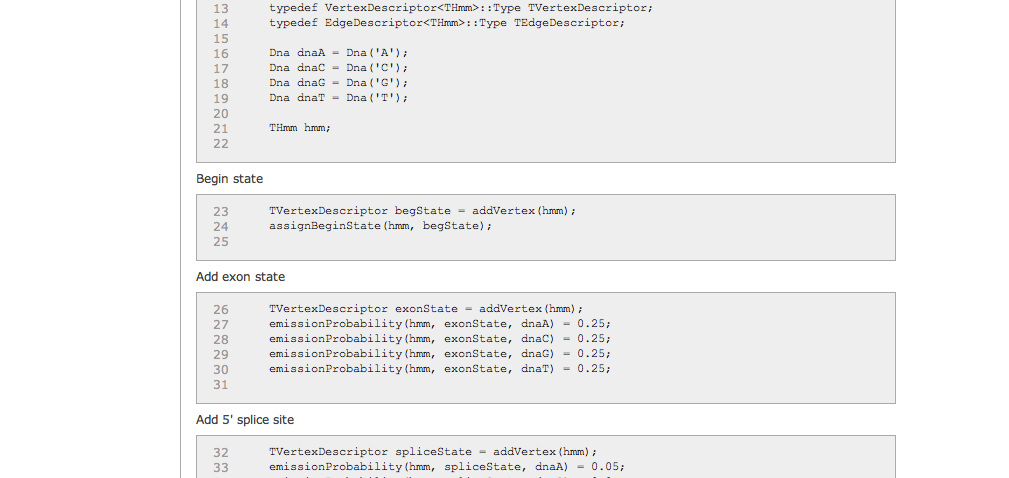 13 typedef VertexDescriptor<THmm>::Type TVertexDescriptor;
14 typedef EdgeDescriptor<THmm>::Type TEdgeDescriptor;
15
16 Dna dnaA = Dna('A');
17 Dna dnaC = Dna('C');
18 Dna dnaG = Dna('G');
19 Dna dnaT = Dna('T');
20
21 THmm hmm;
22
Begin state
23 TVertexDescriptor begState = addVertex(hmm);
24 assignBeginState(hmm, begState);
25
Add exon state
26 TVertexDescriptor exonState = addVertex(hmm);
27 emissionProbability(hmm, exonState, dnaA) = 0.25;
28 emissionProbability(hmm, exonState, dnaC) = 0.25;
29 emissionProbability(hmm, exonState, dnaG) = 0.25;
30 emissionProbability(hmm, exonState, dnaT) = 0.25;
31
Add 5' splice site
32 TVertexDescriptor spliceState = addVertex(hmm);
33 emissionProbability(hmm, spliceState, dnaA) = 0.05;